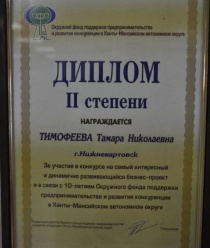 Окружной фонд поддержки предпринимательства
и развития конкуренции в Ханты-Мансийском автономном округе
ДИПЛОМ
II степени
НАГРАЖДАЕТСЯ
ТИМОФЕЕВА Тамара Николаевна
г.Нижневартовск
За участие в конкурсе на самый интересный
и динамично развивающийся бизнес-проект
и в связи с 10-летием Окружного фонда поддержки
предпринимательства и развития конкуренции
в Ханты-Мансийском автономном округе